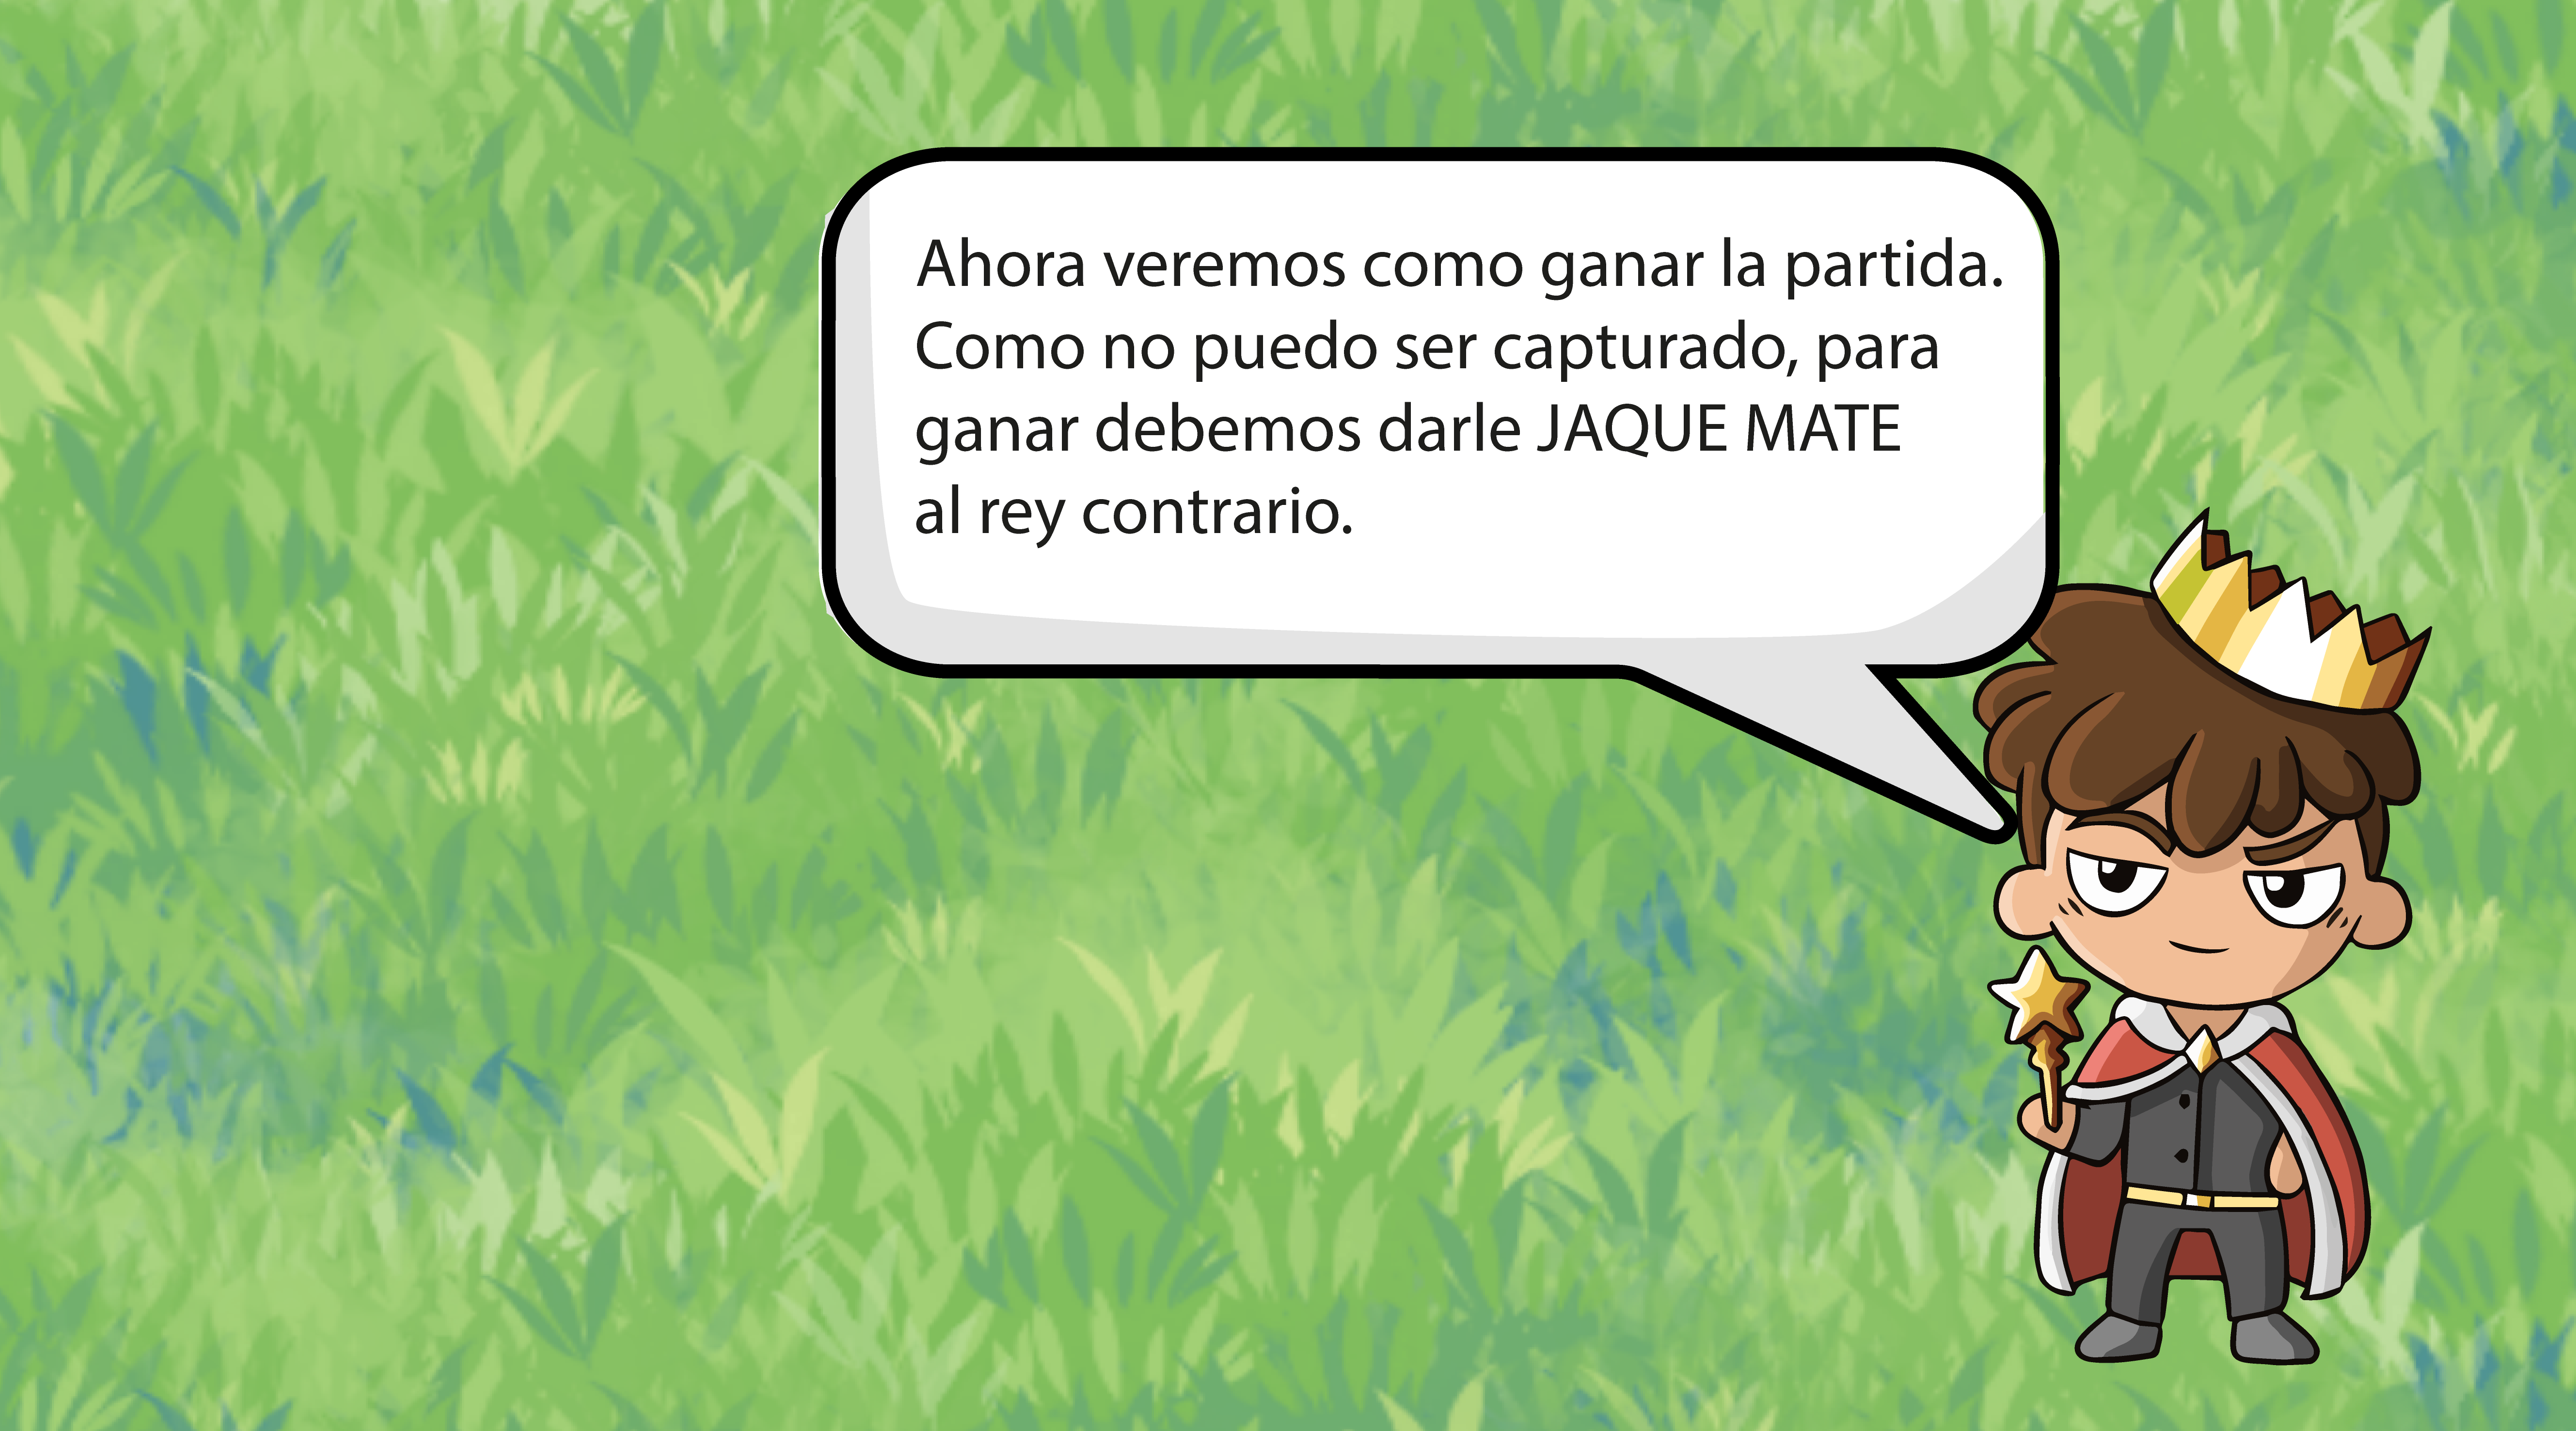 Ahora veremos como ganar la partida.
Como no puedo ser capturado, para
ganar debemos darle JAQUE MATE
al rey contrario.